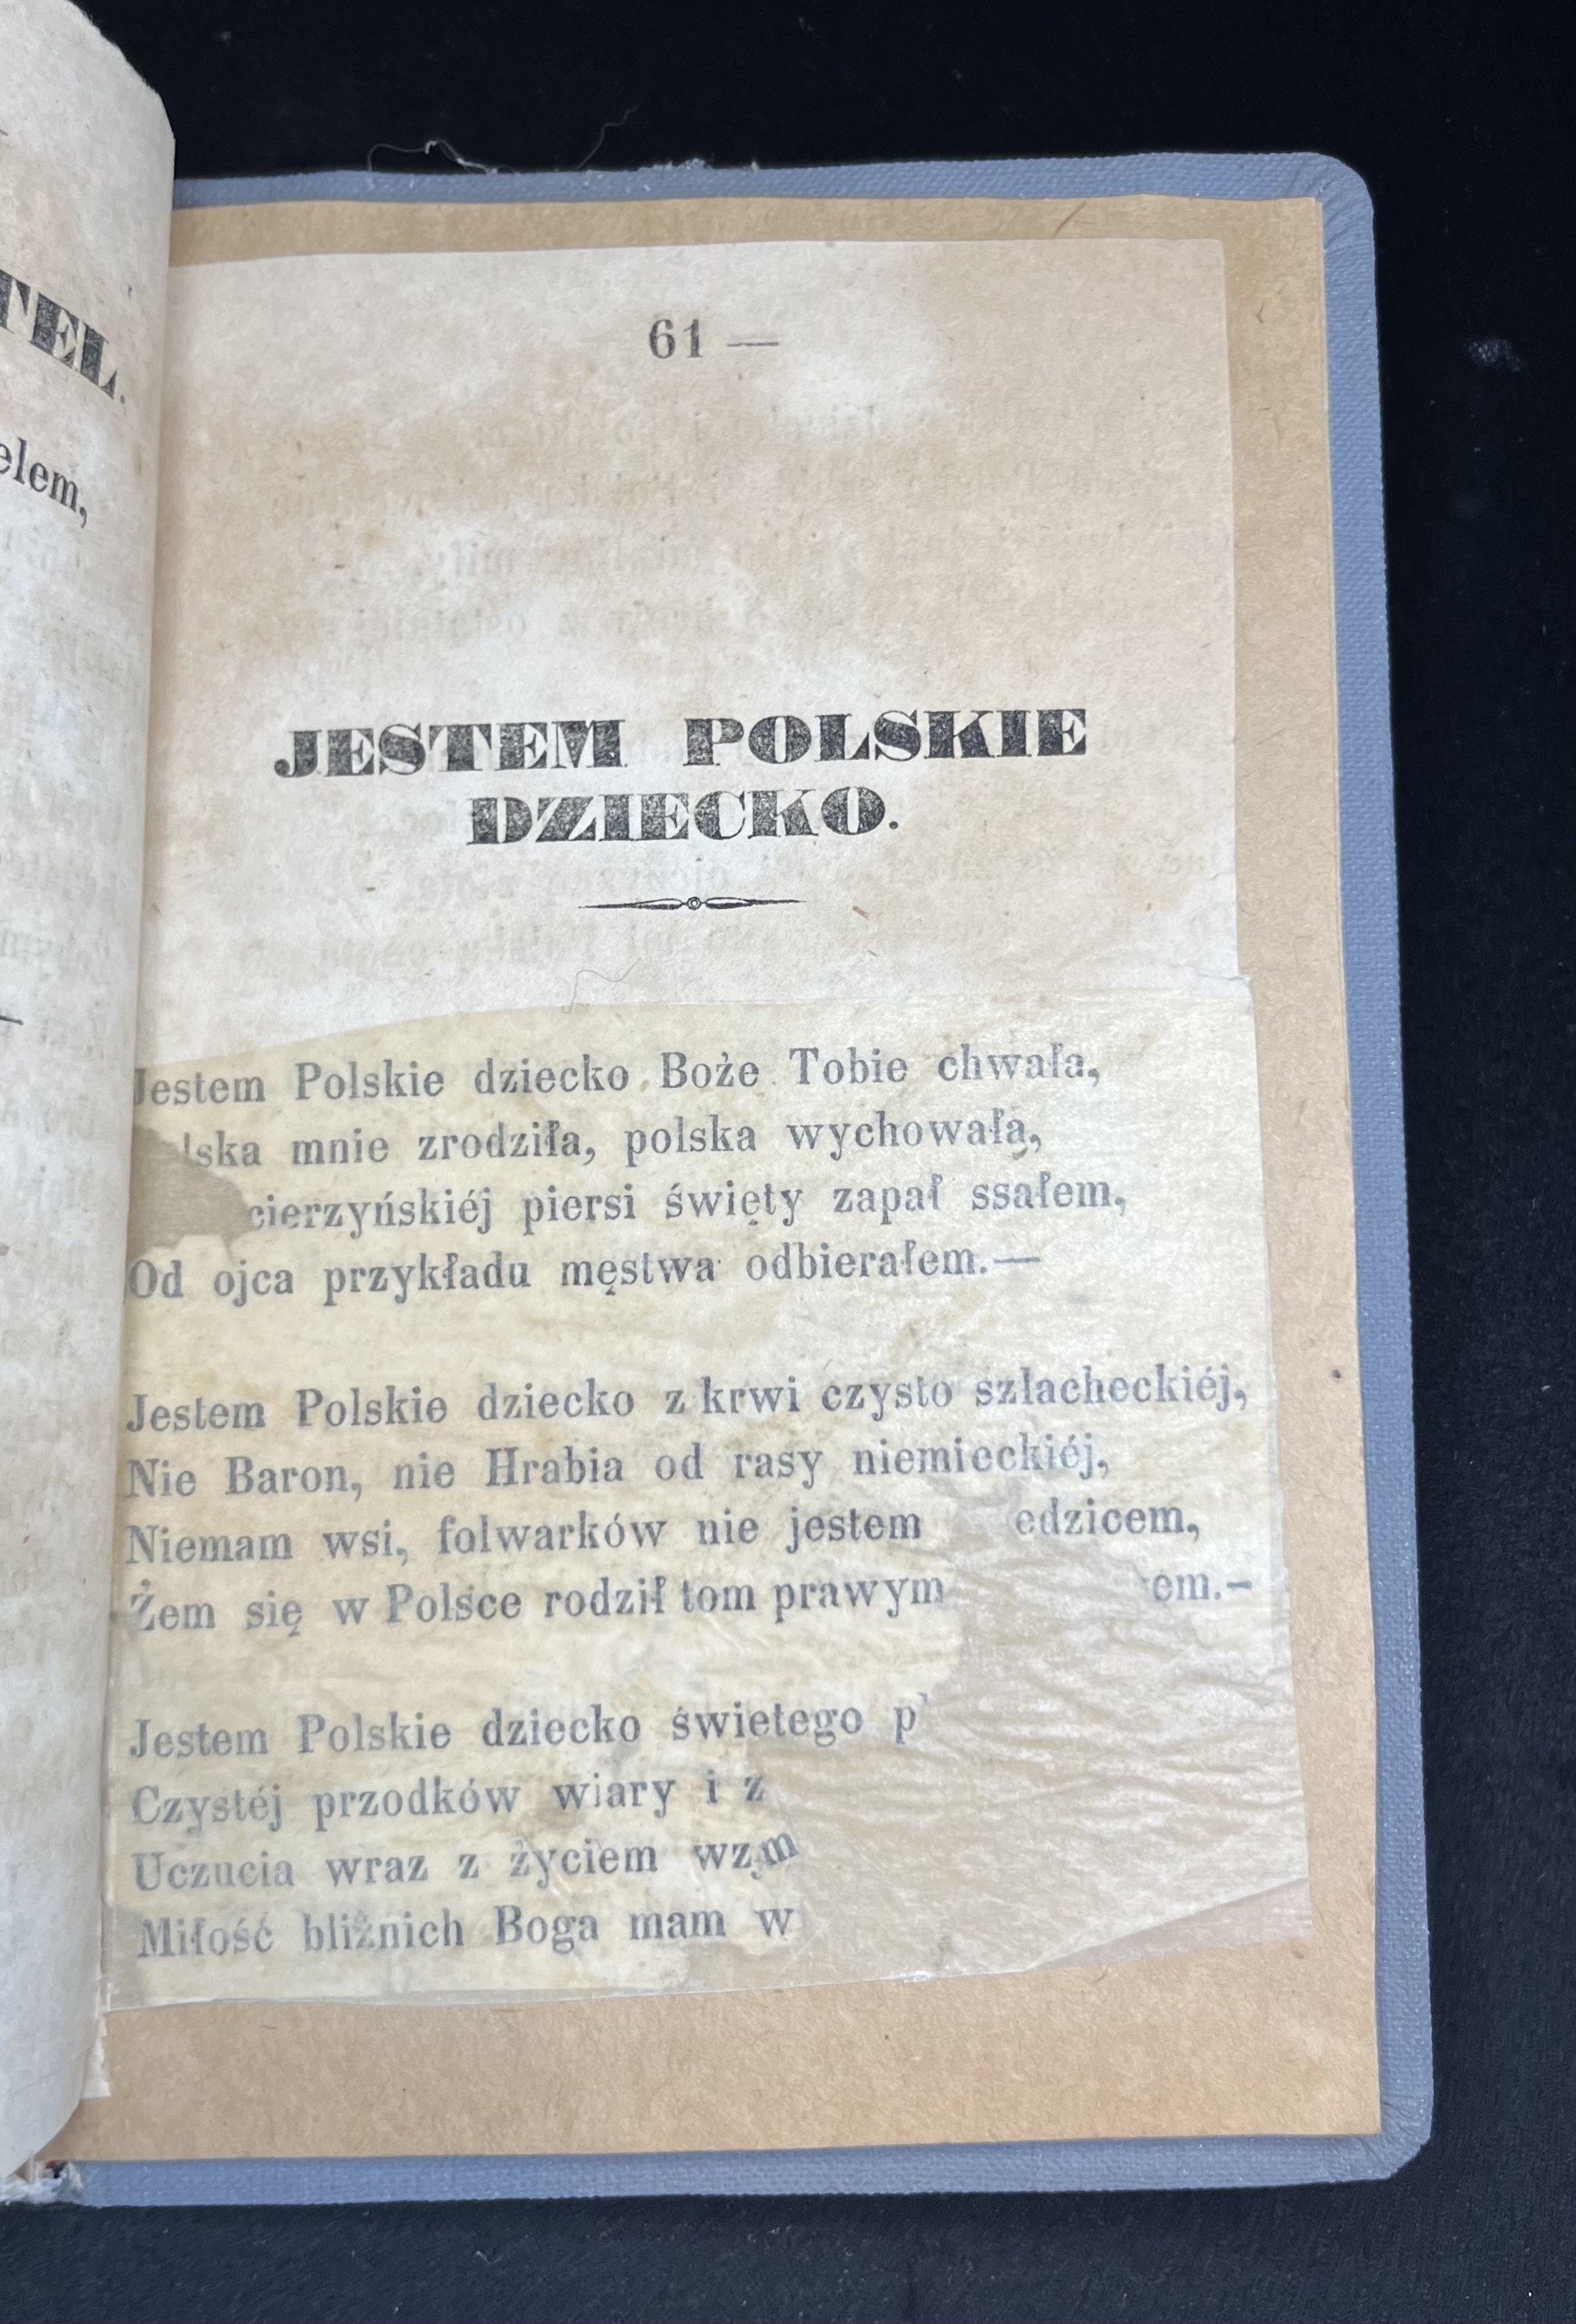 TEL.
elem,
61 —
JESTEM POLSKIE
DZIECKO.
Jestem Polskie dziecko Boże Tobie chwała,
lska mnie zrodziła, polska wychowała,
cierzyńskiéj piersi święty zapał ssałem,
Od ojca przykładu męstwa odbierałem.—
Jestem Polskie dziecko z krwi czysto szlacheckiéj,
Nie Baron, nie Hrabia od rasy niemieckiéj,
Niemam wsi, folwarków nie jestem edzicem,
Żem się w Polsce rodził tom prawym em.–
Jestem Polskie dziecko świetego p
Czystéj przodków wiary i z
Uczucia wraz z życiem wzm
Miłość bliźnich Boga mam w